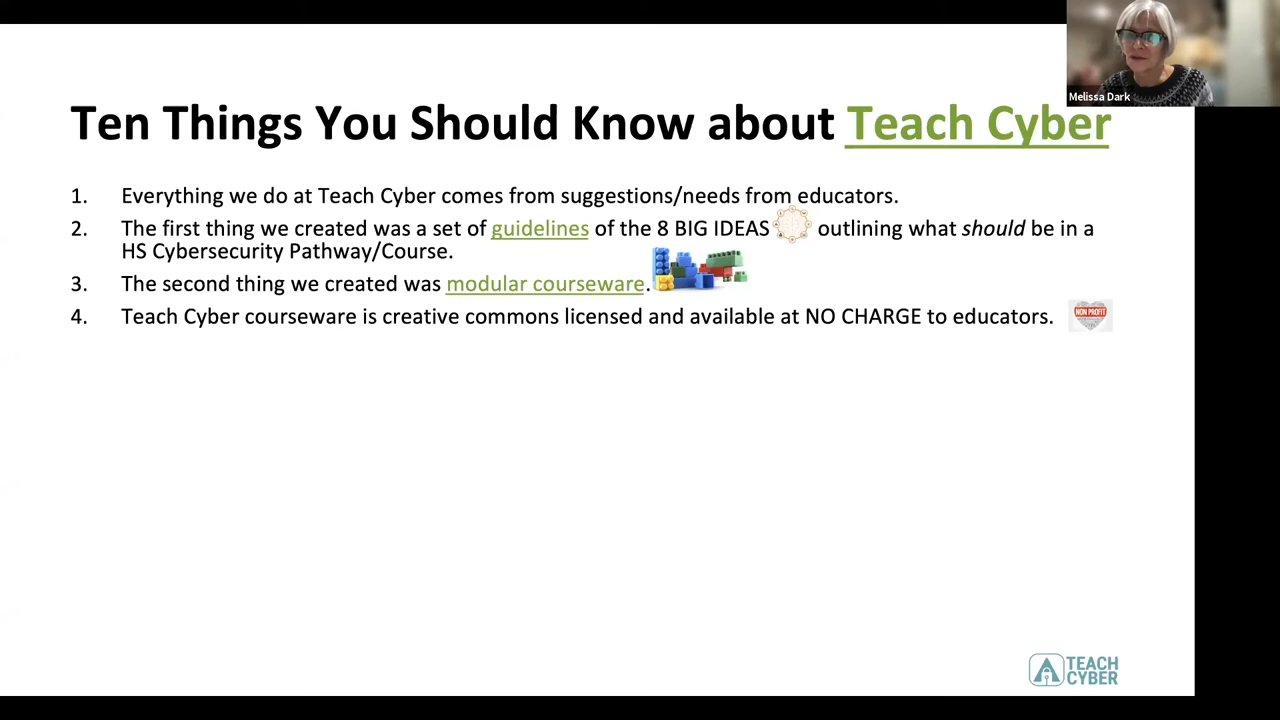 Melissa Dark
Ten Things You Should Know about Teach Cyber
1. Everything we do at Teach Cyber comes from suggestions/needs from educators.
2. The first thing we created was a set of guidelines of the 8 BIG IDEAS outlining what should be in a
HS Cybersecurity Pathway/Course.
3. The second thing we created was modular courseware.
4. Teach Cyber courseware is creative commons licensed and available at NO CHARGE to educators.
NON PROFIT
TEACH
CYBER